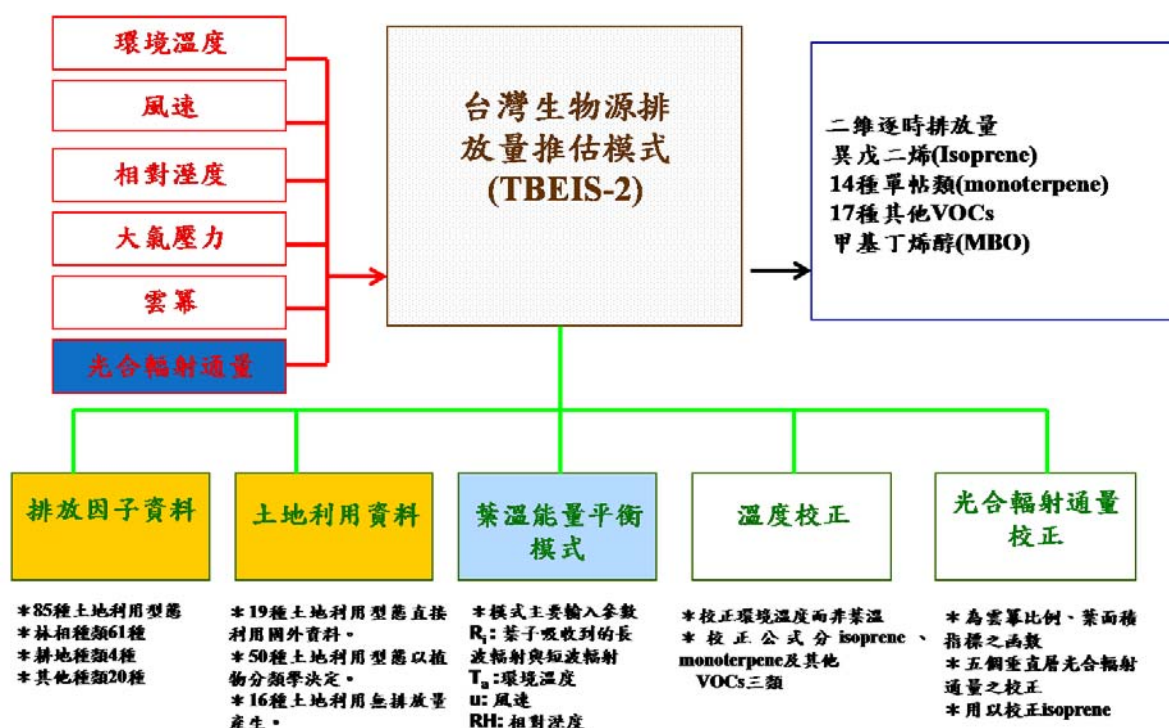 環境溫度
風速
相對溼度
大氣壓力
雲冪
光合輻射通量
台灣生物源排
放量推估模式
(TBEIS-2)
二維逐時排放量
異戊二烯(Isoprene)
14種單帖類(monoterpene)
17種其他VOCs
甲基丁烯醇(MBO)
排放因子資料
＊85種土地利用型態
＊林相種類61種
＊耕地種類4種
＊其他種類20種
土地利用資料
＊19種土地利用型態直接
利用國外資料。
＊50種土地利用型態以植
物分類學決定。
＊16種土地利用無排放量
產生。
葉溫能量平衡
模式
＊模式主要輸入參數
Ri: 葉子吸收到的長
波輻射與短波輻射
Ta:環境溫度
u: 風速
RH: 相對溼度
溫度校正
＊校正環境溫度而非葉溫
＊校正公式分isoprene、
monoterpene及其他
VOCs三類
光合輻射通量
校正
＊為雲冪比例、葉面積
指標之函數
＊五個垂直層光合輻射
通量之校正
＊用以校正isoprene